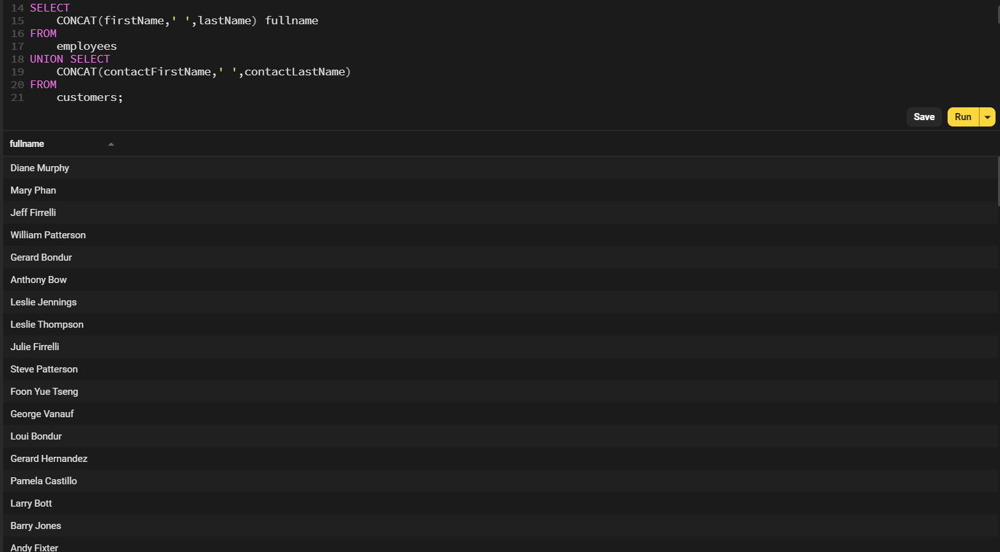 14 SELECT
15     CONCAT(firstName,' ',lastName) fullname
16 FROM
17     employees
18 UNION SELECT
19     CONCAT(contactFirstName,' ',contactLastName)
20 FROM
21     customers;
Save Run
fullname
Diane Murphy
Mary Phan
Jeff Firrelli
William Patterson
Gerard Bondur
Anthony Bow
Leslie Jennings
Leslie Thompson
Julie Firrelli
Steve Patterson
Foon Yue Tseng
George Vanauf
Loui Bondur
Gerard Hernandez
Pamela Castillo
Larry Bott
Barry Jones
Andy Fixter